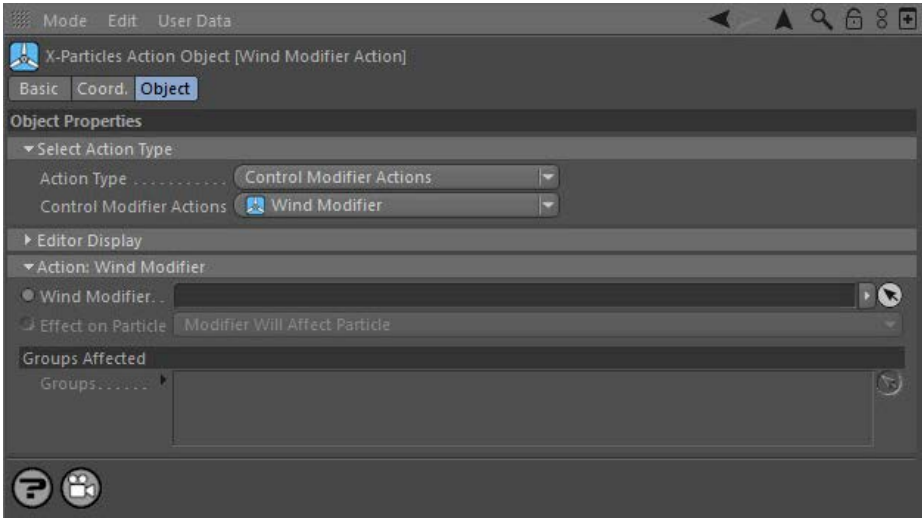 Mode Edit User Data
X-Particles Action Object [Wind Modifier Action]
Basic Coord. Object
Object Properties
Select Action Type
Action Type . . . . . . . . . . . Control Modifier Actions
Control Modifier Actions Wind Modifier
Editor Display
Action: Wind Modifier
Wind Modifier. .
Effect on Particle Modifier Will Affect Particle
Groups Affected
Groups. . . . . .